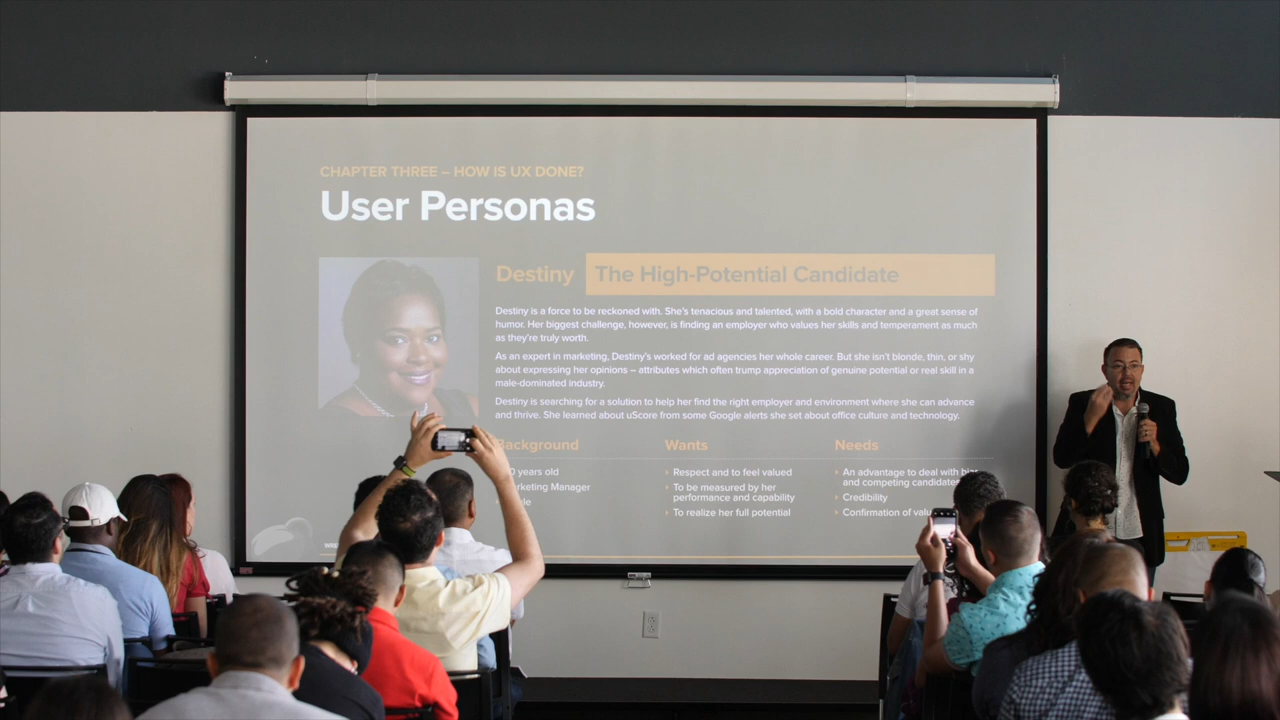 CHAPTER THREE – HOW IS UX DONE?
User Personas
Destiny The High-Potential Candidate
Destiny is a force to be reckoned with. She's tenacious and talented, with a bold character and a great sense of
humor. Her biggest challenge, however, is finding an employer who values her skills and temperament as much
as they're truly worth.
As an expert in marketing, Destiny's worked for ad agencies her whole career. But she isn't blonde, thin, or shy
about expressing her opinions – attributes which often trump appreciation of genuine potential or real skill in a
male-dominated industry.
Destiny is searching for a solution to help her find the right employer and environment where she can advance
and thrive. She learned about uScore from some Google alerts she set about office culture and technology.
Background
years old
Manager
Wants
Respect and to feel valued
To be measured by her
performance and capability
To realize her full potential
Needs
An advantage to deal with
and competing candidates
Credibility
Confirmation of